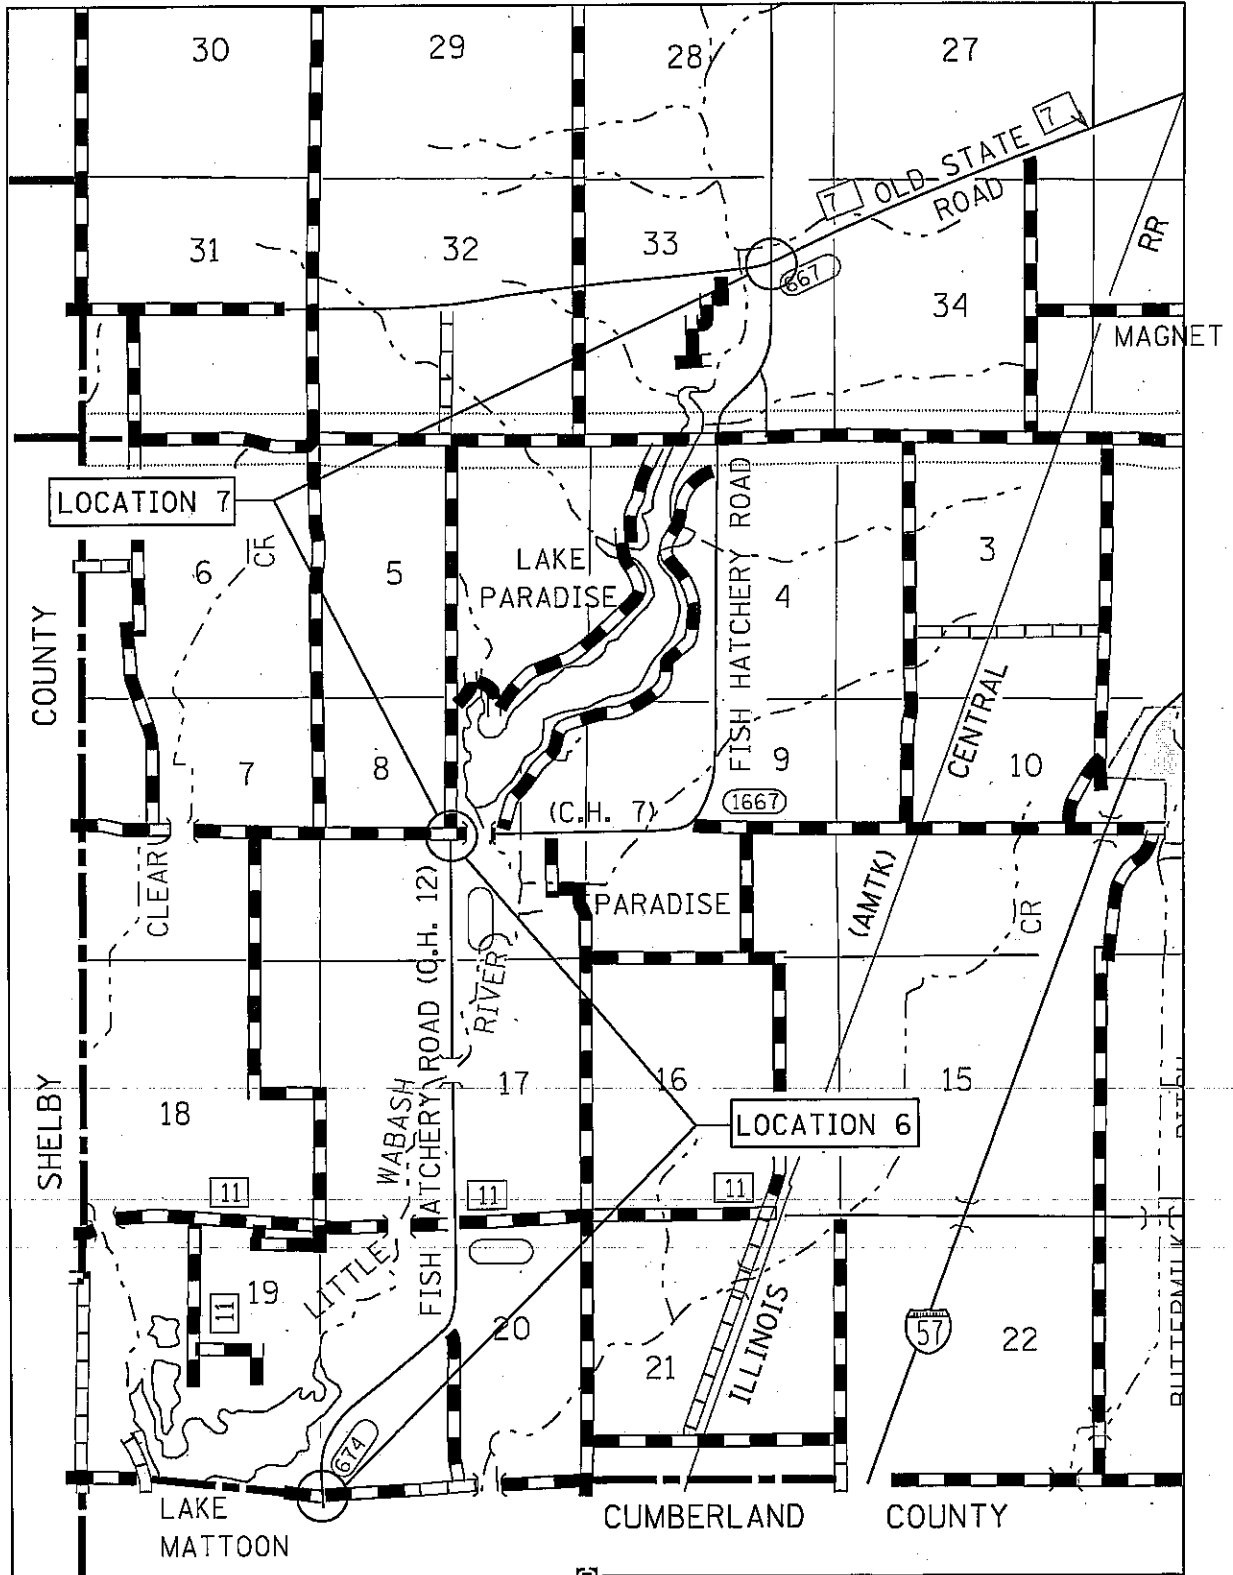 30
29
28
27
7
OLD STATE
ROAD
7
31
32
33
667
34
RR
MAGNET
LOCATION 7
CR
6
5
LAKE
PARADISE
4
3
FISH HATCHERY ROAD
COUNTY
CENTRAL
7
8
9
10
1667
(C.H. 7)
CLEAR
PARADISE
(AMTK)
CR
FISH HATCHERY ROAD (C.H. 12)
RIVER
WABASH
LITTLE
18
17
16
15
LOCATION 6
SHELBY
11
11
11
11
19
20
21
22
ILLINOIS
57
BUTTERMILK
674
LAKE
MATTOON
CUMBERLAND
COUNTY